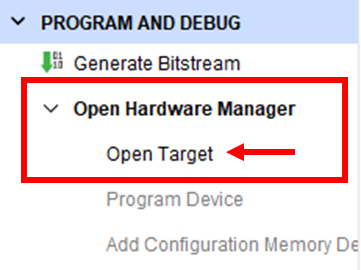 PROGRAM AND DEBUG
Generate Bitstream
Open Hardware Manager
Open Target
Program Device
Add Configuration Memory De